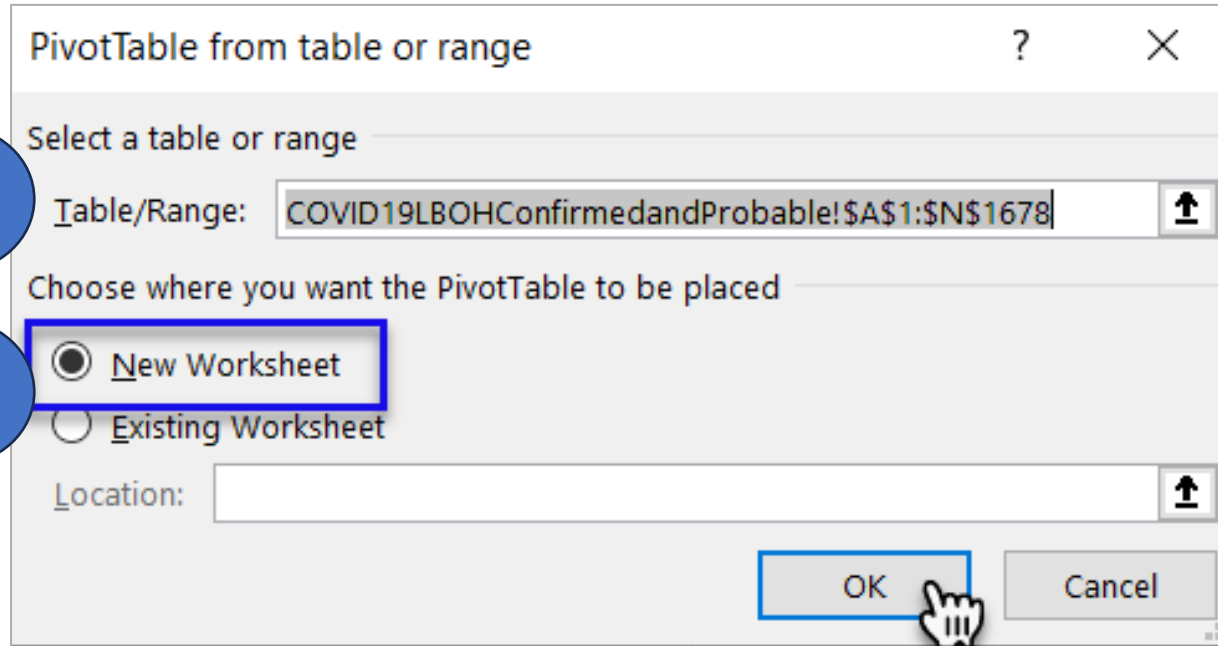 PivotTable from table or range ? ×
Select a table or range
Table/Range: COVID19LBOHConfirmedandProbable!$A$1:$N$1678
Choose where you want the PivotTable to be placed
New Worksheet
Existing Worksheet
Location:
OK Cancel